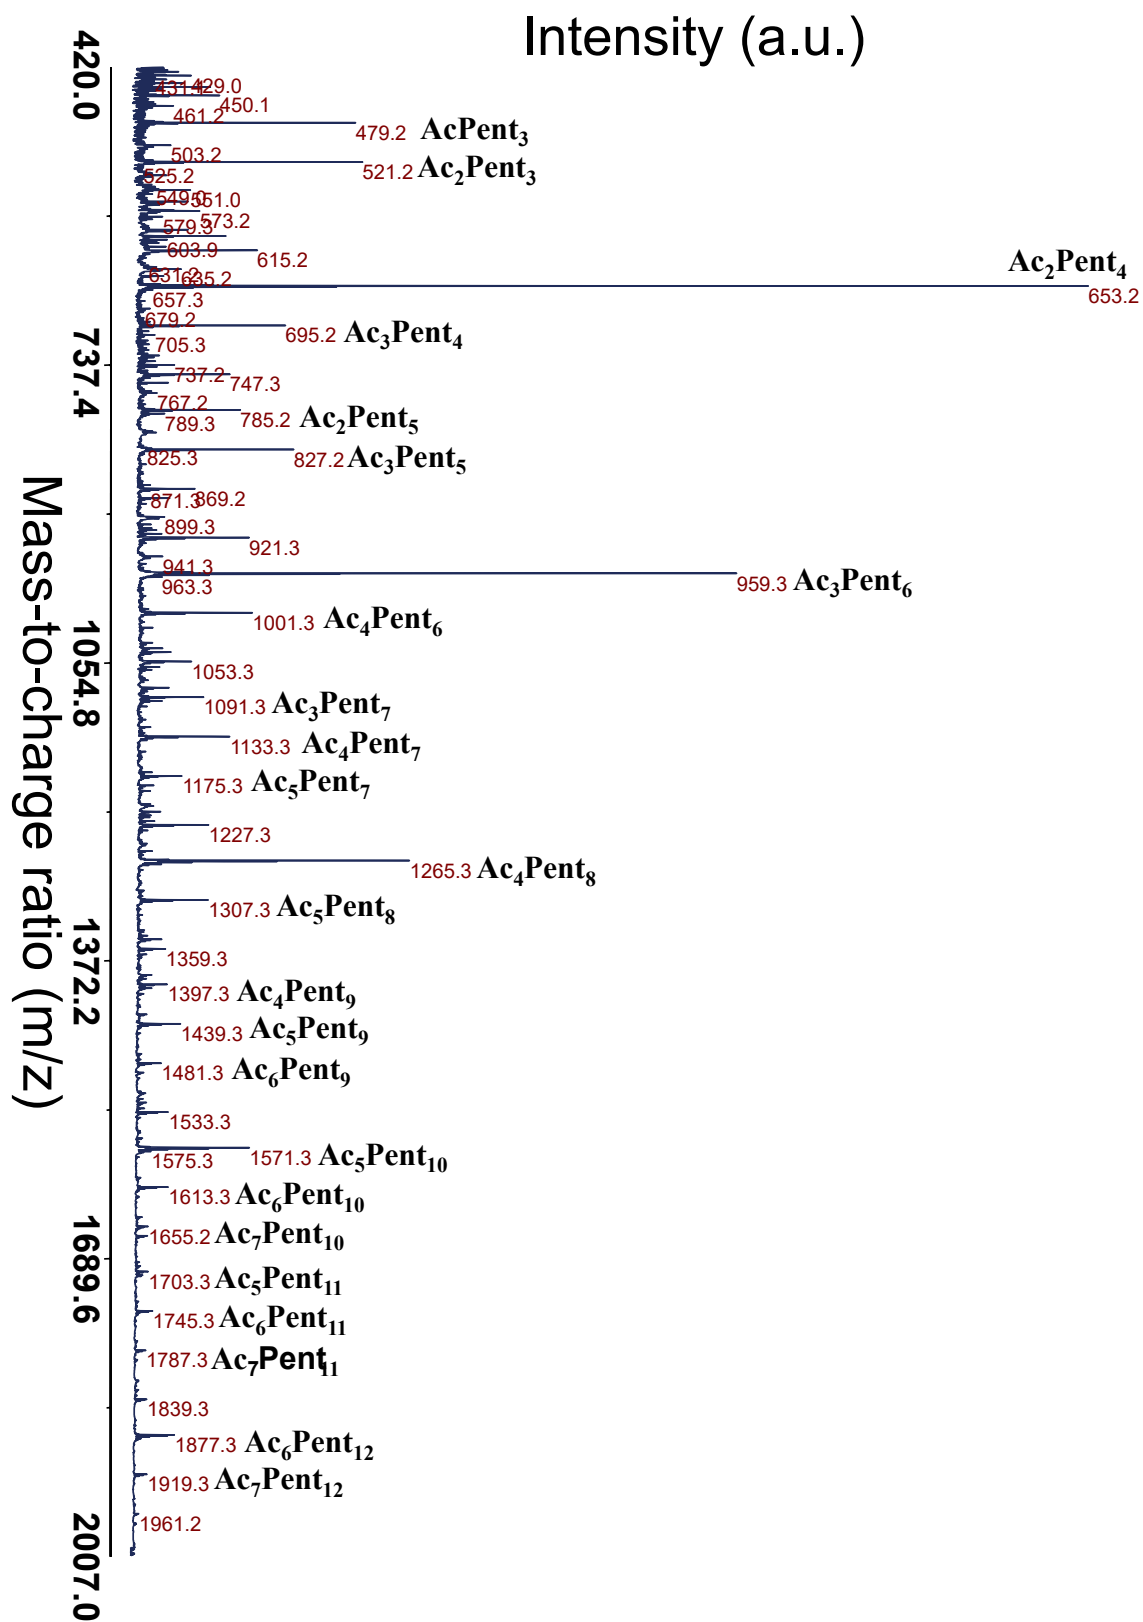 Intensity (a.u.)
420.0
431.1
429.0
450.1
461.2
479.2 AcPent3
503.2
521.2 Ac2Pent3
525.2
549.0
551.0
573.2
579.3
603.9
615.2
631.2
635.2
Ac2Pent4
653.2
657.3
679.2
695.2 Ac3Pent4
705.3
737.4
737.2
747.3
767.2
785.2 Ac2Pent5
789.3
825.3
827.2 Ac3Pent5
871.3
869.2
899.3
921.3
941.3
963.3
959.3 Ac3Pent6
1001.3 Ac4Pent6
1054.8
1053.3
1091.3 Ac3Pent7
1133.3 Ac4Pent7
1175.3 Ac5Pent7
1227.3
1265.3 Ac4Pent8
1307.3 Ac5Pent8
1359.3
1372.2
1397.3 Ac4Pent9
1439.3 Ac5Pent9
1481.3 Ac6Pent9
1533.3
1575.3
1571.3 Ac5Pent10
1613.3 Ac6Pent10
1655.2 Ac7Pent10
1689.6
1703.3 Ac5Pent11
1745.3 Ac6Pent11
1787.3 Ac7Pent11
1839.3
1877.3 Ac6Pent12
1919.3 Ac7Pent12
1961.2
2007.0
Mass-to-charge ratio (m/z)